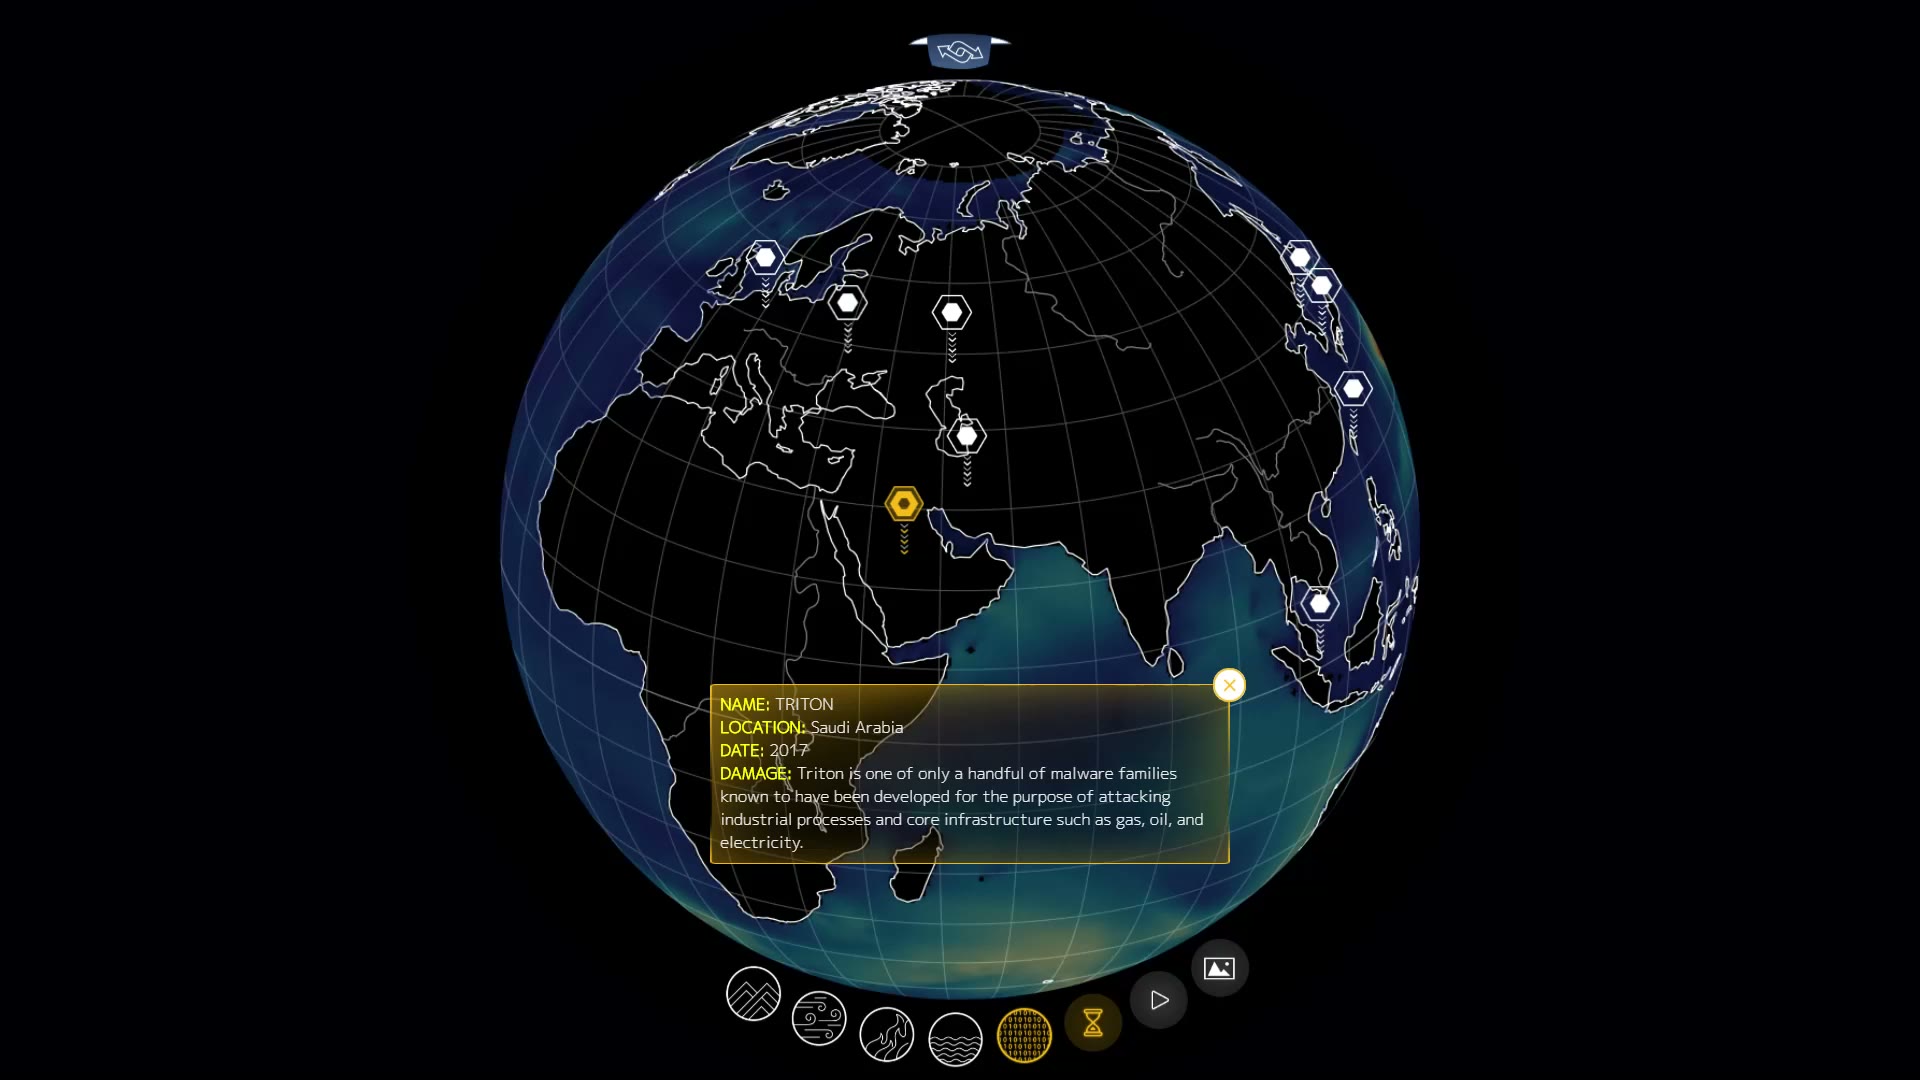 NAME: TRITON
LOCATION: Saudi Arabia
DATE: 2017
DAMAGE: Triton is one of only a handful of malware families
known to have been developed for the purpose of attacking
industrial processes and core infrastructure such as gas, oil, and
electricity.